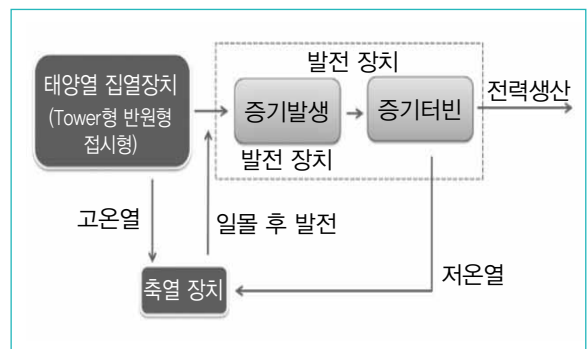 태양열 집열장치
(Tower형 반원형
접시형)
발전 장치
증기발생
증기터빈
전력생산
발전 장치
고온열
일몰 후 발전
저온열
축열 장치